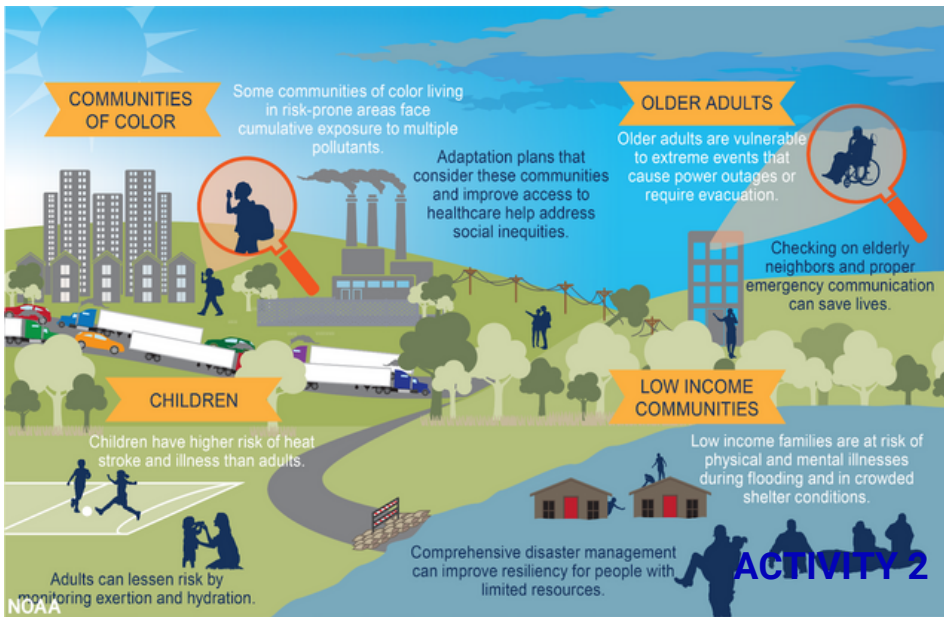 COMMUNITIES
OF COLOR
Some communities of color living
in risk-prone areas face
cumulative exposure to multiple
pollutants.
Adaptation plans that
consider these communities
and improve access to
healthcare help address
social inequities.
OLDER ADULTS
Older adults are vulnerable
to extreme events that
cause power outages or
require evacuation.
Checking on elderly
neighbors and proper
emergency communication
can save lives.
CHILDREN
Children have higher risk of heat
stroke and illness than adults.
Adults can lessen risk by
monitoring exertion and hydration.
LOW INCOME
COMMUNITIES
Low income families are at risk of
physical and mental illnesses
during flooding and in crowded
shelter conditions.
Comprehensive disaster management
can improve resiliency for people with
limited resources.
ACTIVITY 2
NOAA